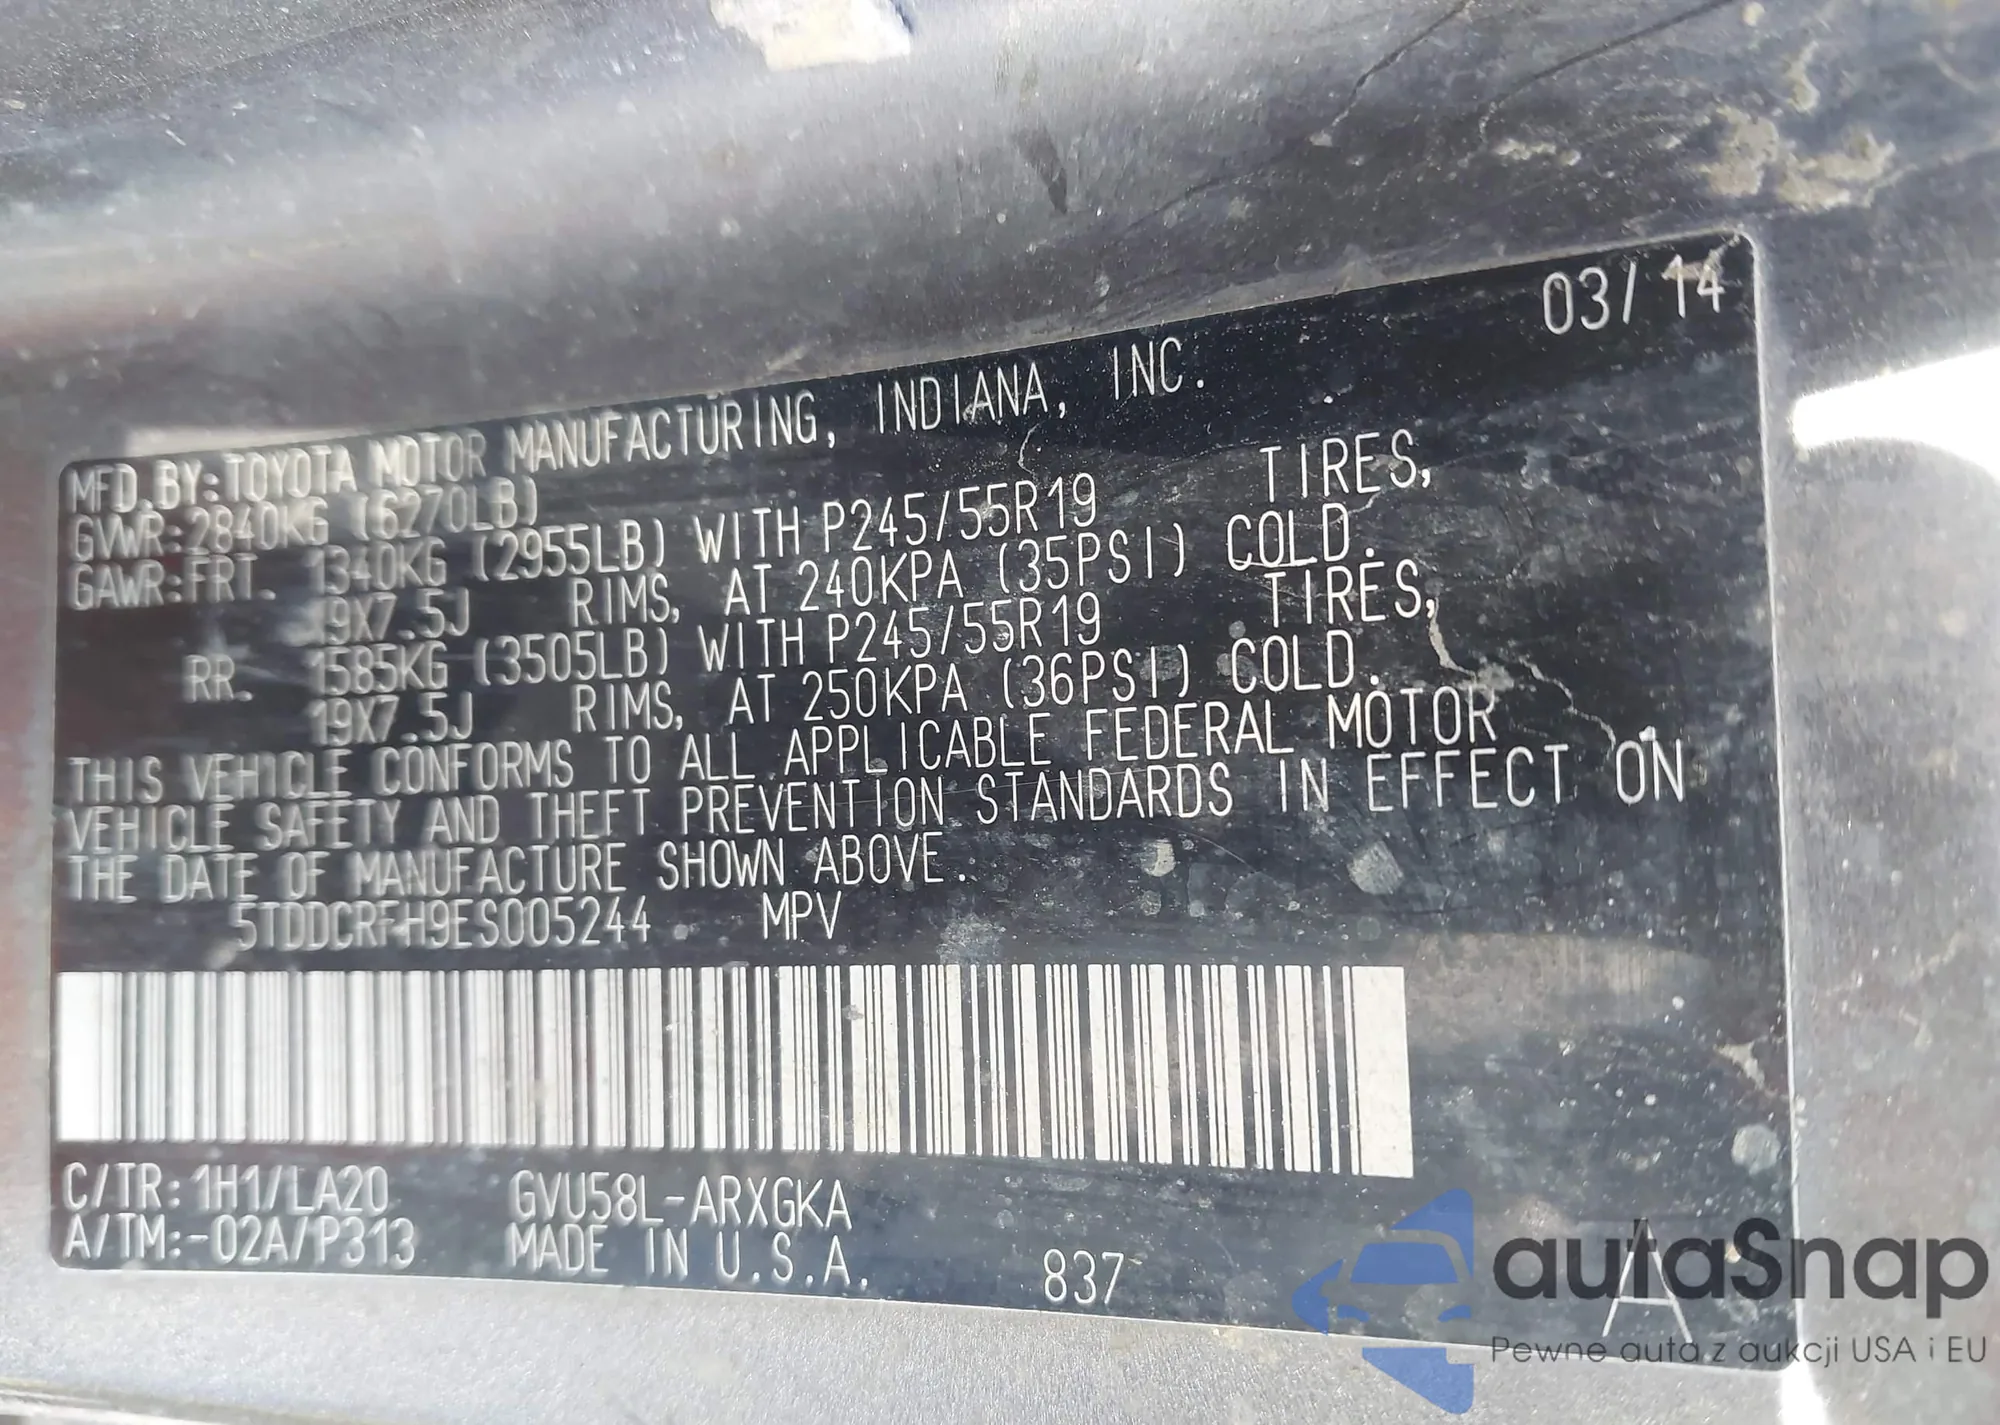 03/14
MFD.BY:TOYOTA MOTOR MANUFACTURING, INDIANA, INC.
GVWR:2840KG (6270LB)
GAWR:FRT. 1340KG (2955LB) WITH P245/55R19 TIRES,
19X7.5J RIMS, AT 240KPA (35PSI) COLD.
RR. 1585KG (3505LB) WITH P245/55R19 TIRES,
19X7.5J RIMS, AT 250KPA (36PSI) COLD.
THIS VEHICLE CONFORMS TO ALL APPLICABLE FEDERAL MOTOR
VEHICLE SAFETY AND THEFT PREVENTION STANDARDS IN EFFECT ON
THE DATE OF MANUFACTURE SHOWN ABOVE.
5TDDCRFH9ES005244 MPV
C/TR:1H1/LA20 GVU58L-ARXGKA
A/TM:-02A/P313 MADE IN U.S.A. 837 A
autaSnap
Pewne auta z aukcji USA i EU